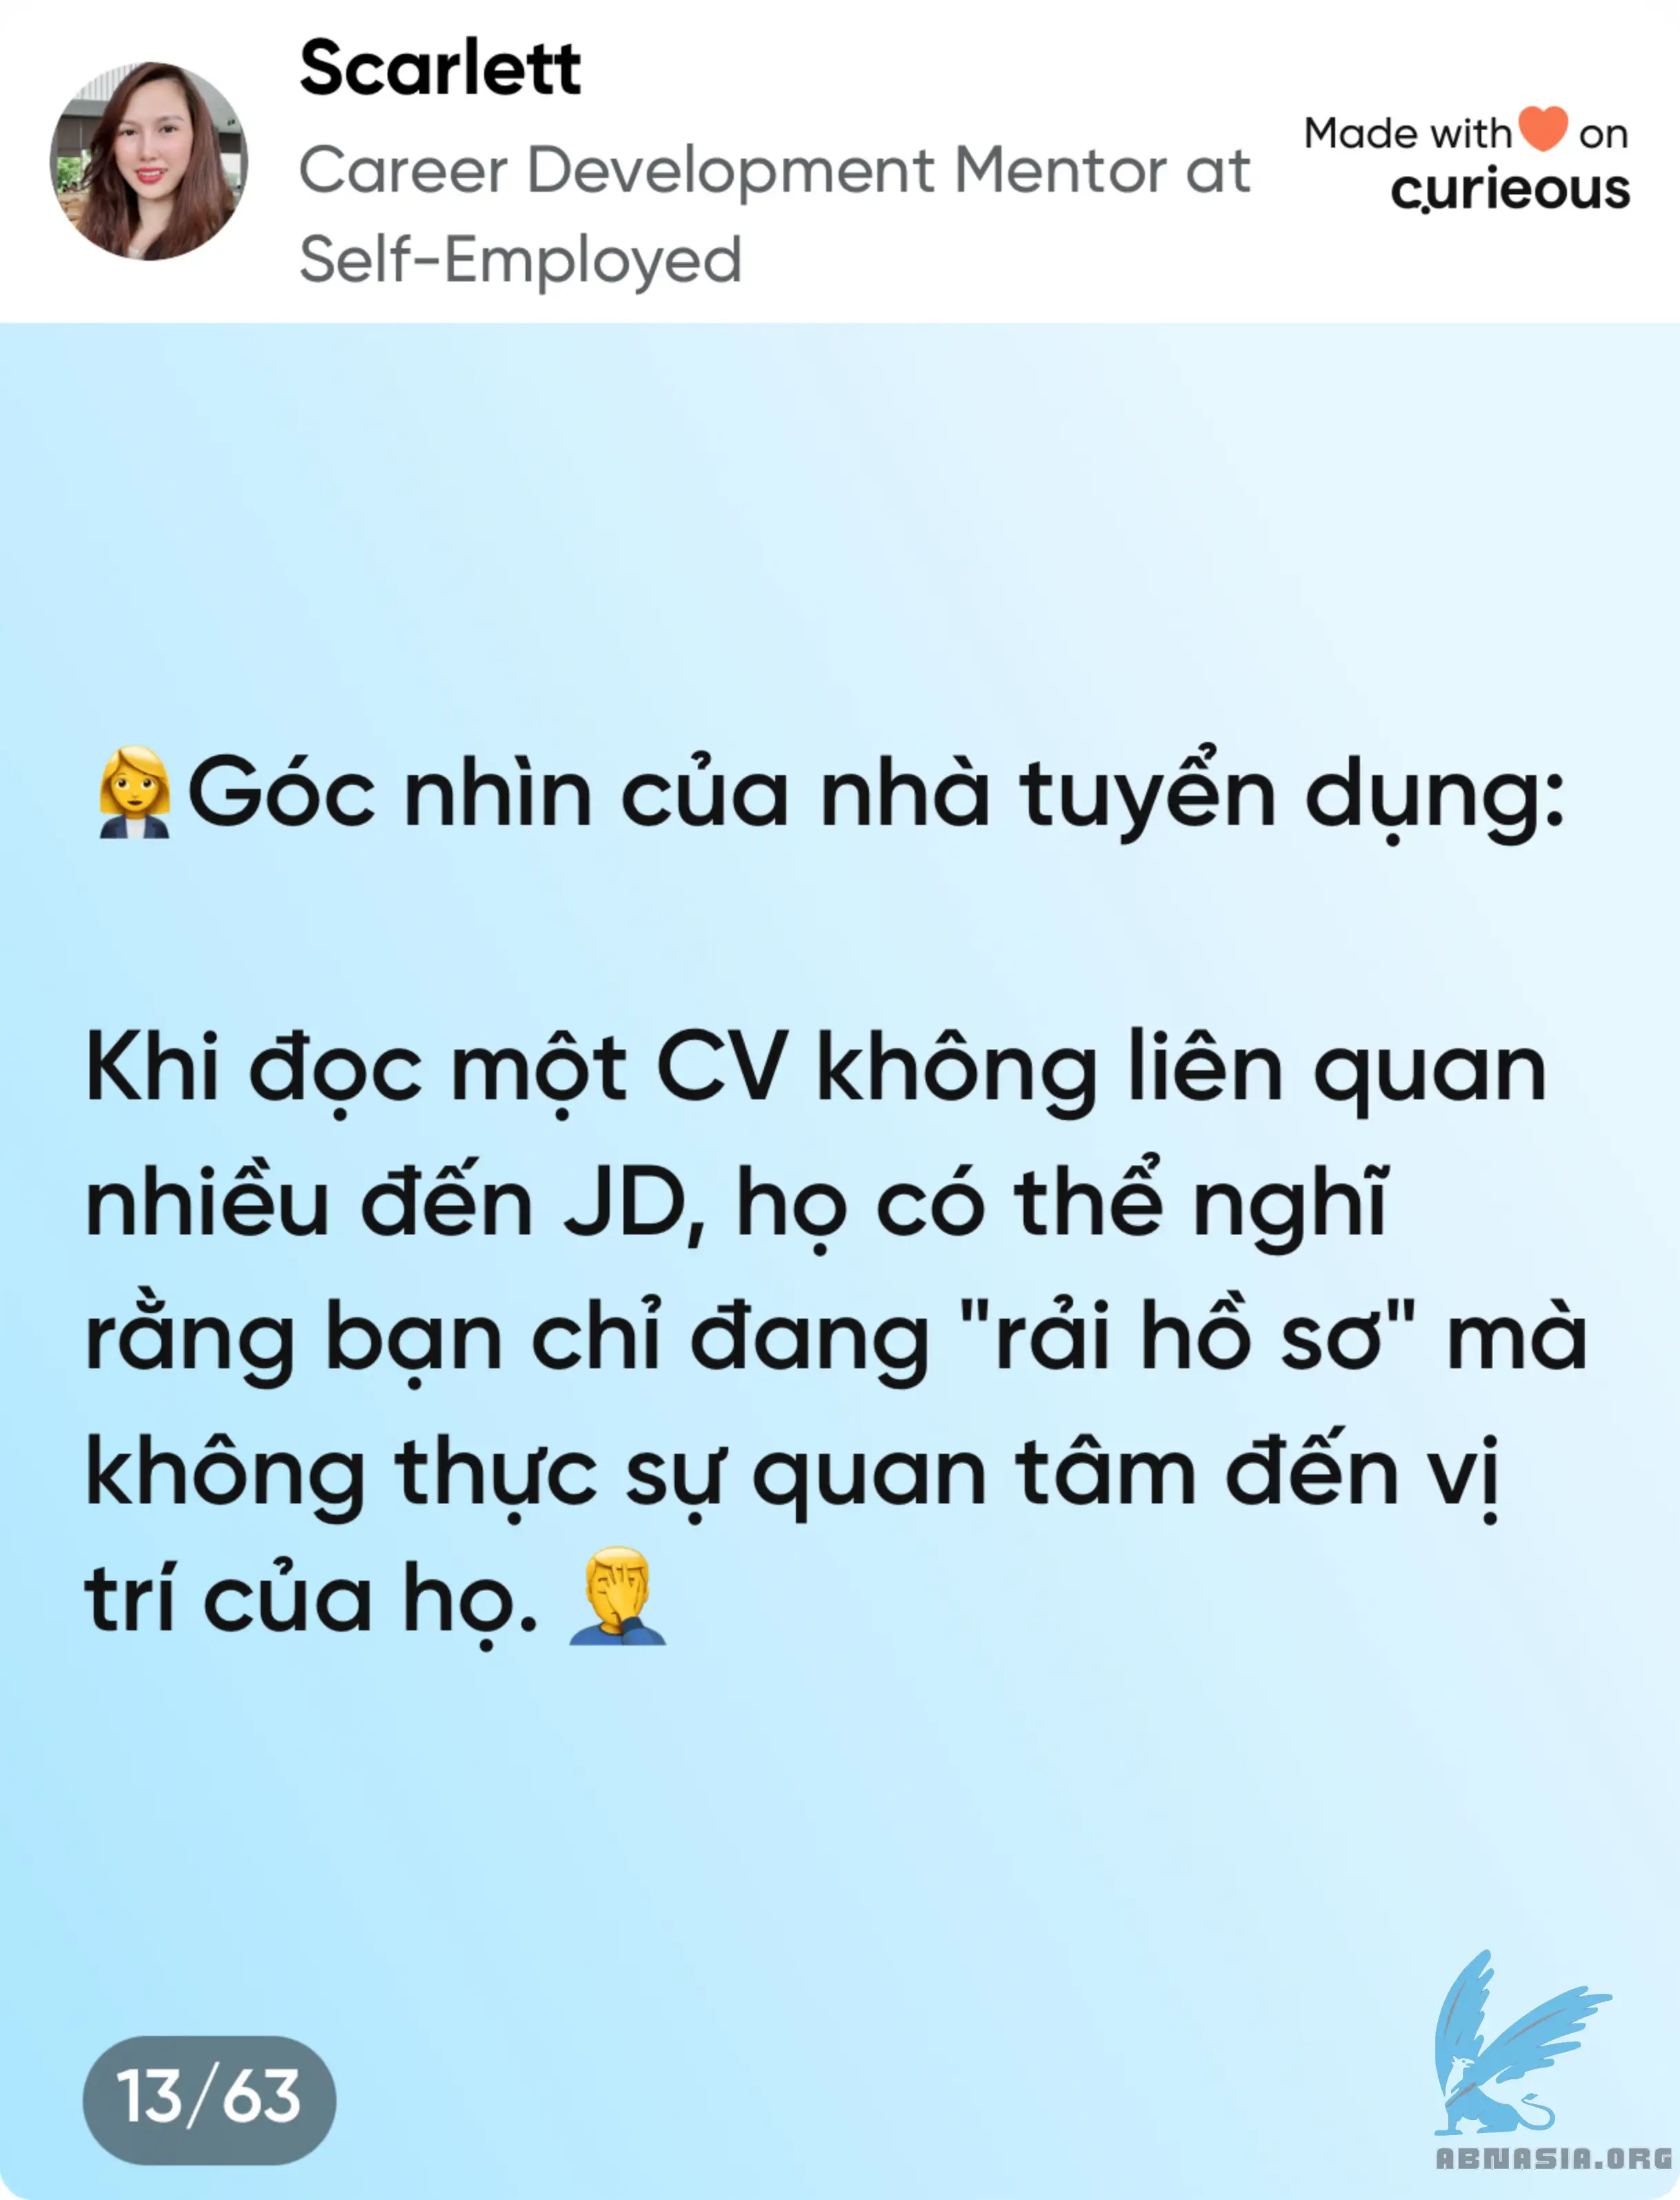 Scarlett
Career Development Mentor at
Self-Employed
Made with🧡 on
curieous
👩‍💼Góc nhìn của nhà tuyển dụng:
Khi đọc một CV không liên quan
nhiều đến JD, họ có thể nghĩ
rằng bạn chỉ đang "rải hồ sơ" mà
không thực sự quan tâm đến vị
trí của họ. 🤦‍♂️
13/63
ABNASIA.ORG